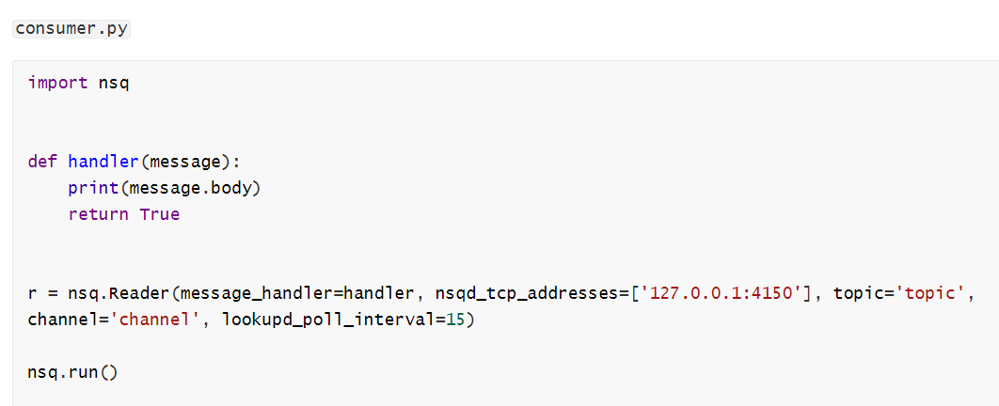 consumer.py
import nsq
def handler(message):
    print(message.body)
    return True
r = nsq.Reader(message_handler=handler, nsqd_tcp_addresses=['127.0.0.1:4150'], topic='topic',
channel='channel', lookupd_poll_interval=15)
nsq.run()